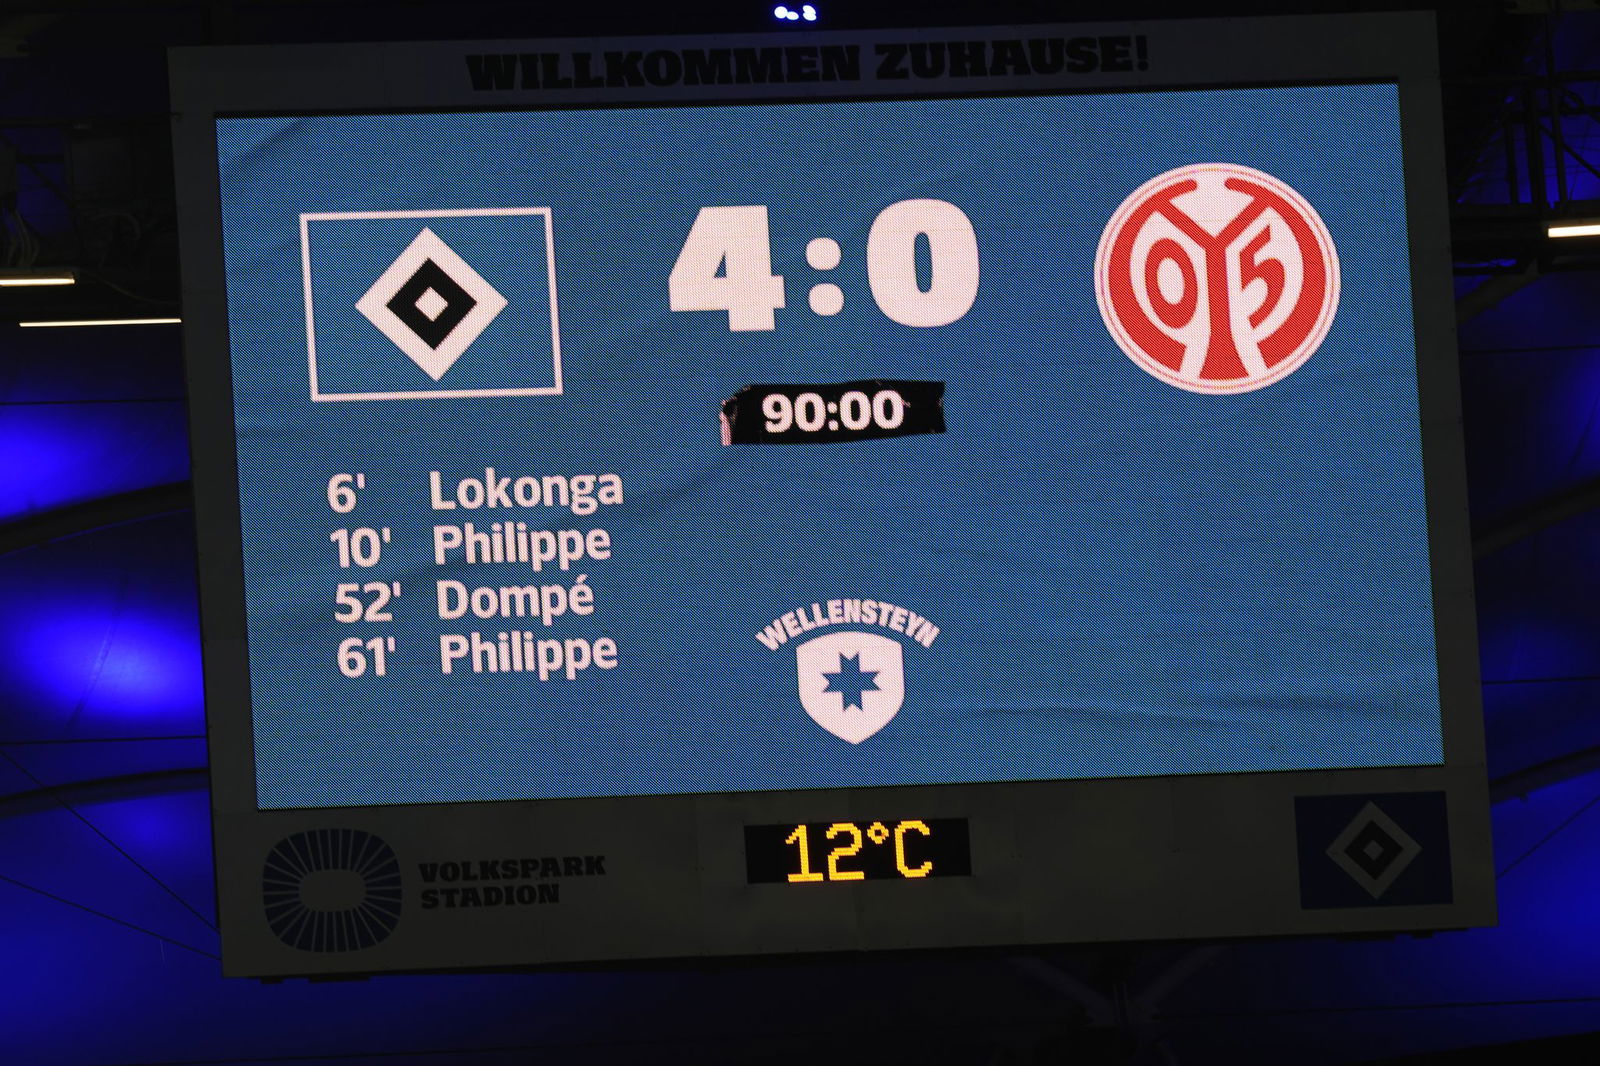 WILLKOMMEN ZUHAUSE!
4:0
05
90:00
6' Lokonga
10' Philippe
52' Dompé
61' Philippe
WELLENSTEYN
12°C
VOLKSPARK
STADION